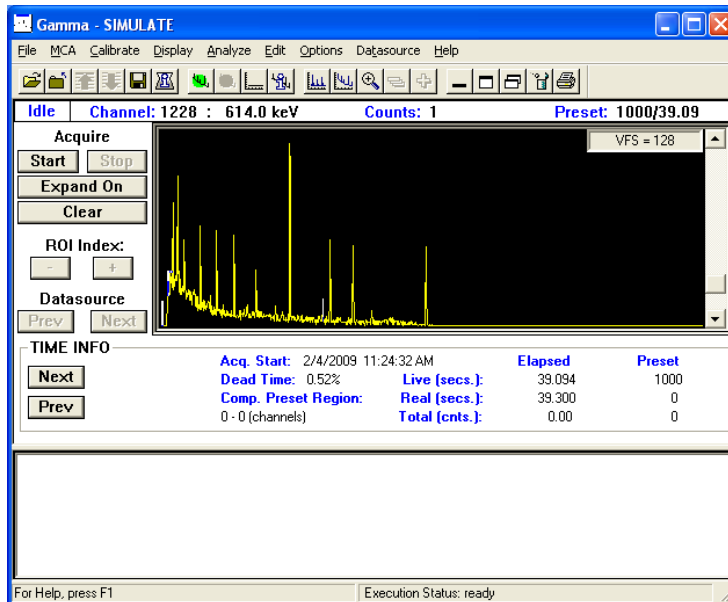 Gamma - SIMULATE
File MCA Calibrate Display Analyze Edit Options Datasource Help
Idle Channel: 1228 : 614.0 keV Counts: 1 Preset: 1000/39.09
Acquire
Start Stop
Expand On
Clear
ROI Index:
- +
Datasource
Prev Next
VFS = 128
TIME INFO
Next
Prev
Acq. Start: 2/4/2009 11:24:32 AM Elapsed Preset
Dead Time: 0.52% Live (secs.): 39.094 1000
Comp. Preset Region: Real (secs.): 39.300 0
0 - 0 (channels) Total (cnts.): 0.00 0
For Help, press F1 Execution Status: ready